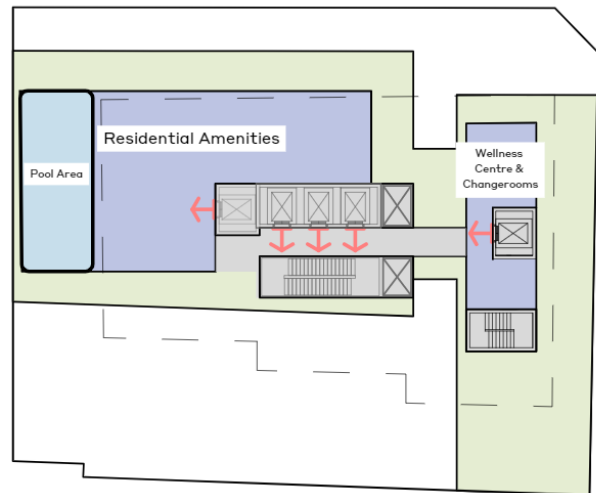 Residential Amenities
Pool Area
Wellness
Centre &
Changerooms